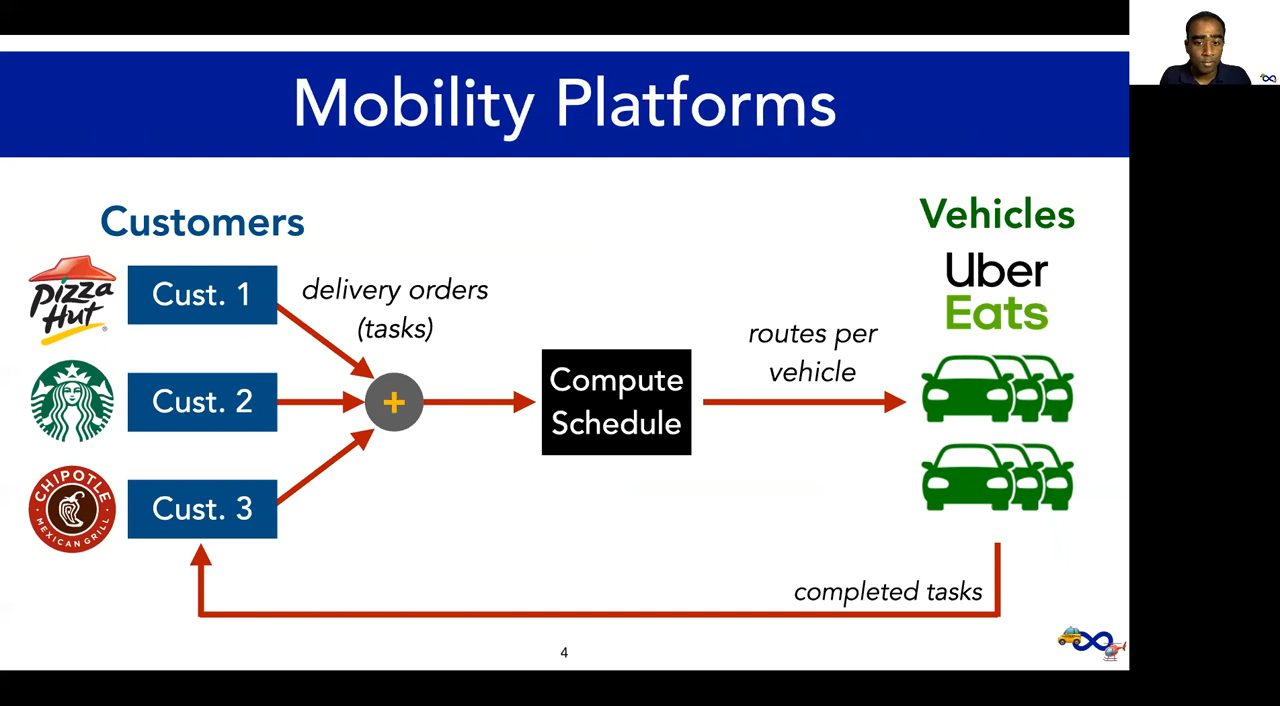 Mobility Platforms
Customers
Vehicles
Pizza
Hut
Cust. 1
delivery orders
(tasks)
Uber
Eats
routes per
vehicle
Cust. 2
+
Compute
Schedule
CHIPOTLE
MEXICAN GRILL
Cust. 3
completed tasks
4